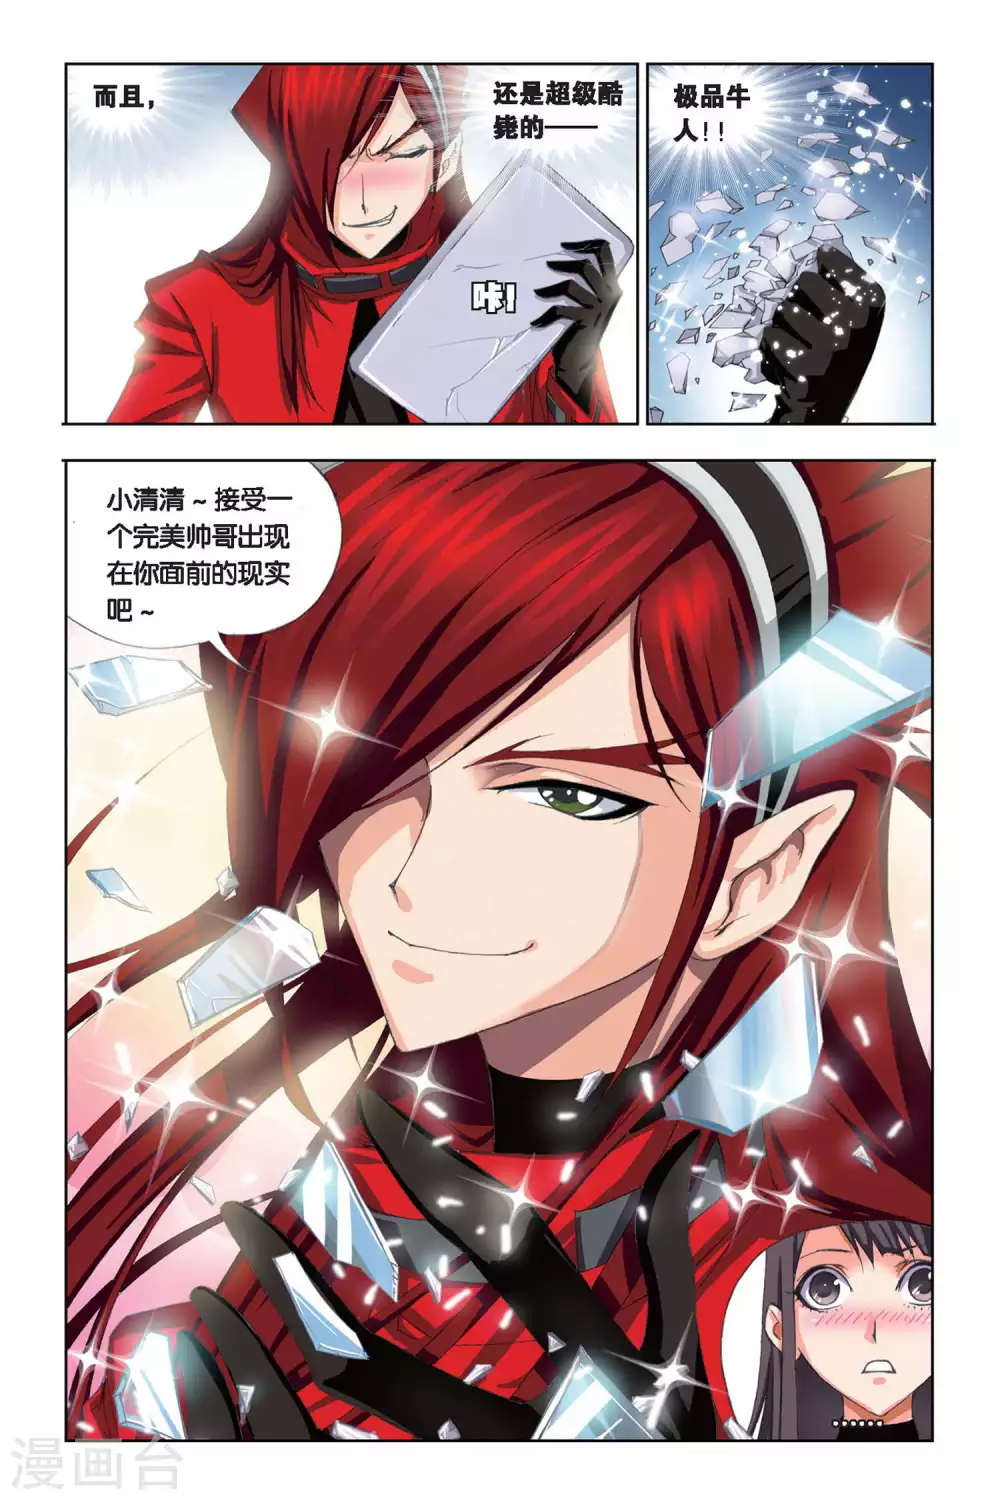 而且，
还是超级酷
毙的——
咔！
极品牛
人！！
小清清～接受一
个完美帅哥出现
在你面前的现实
吧～
……
漫画台